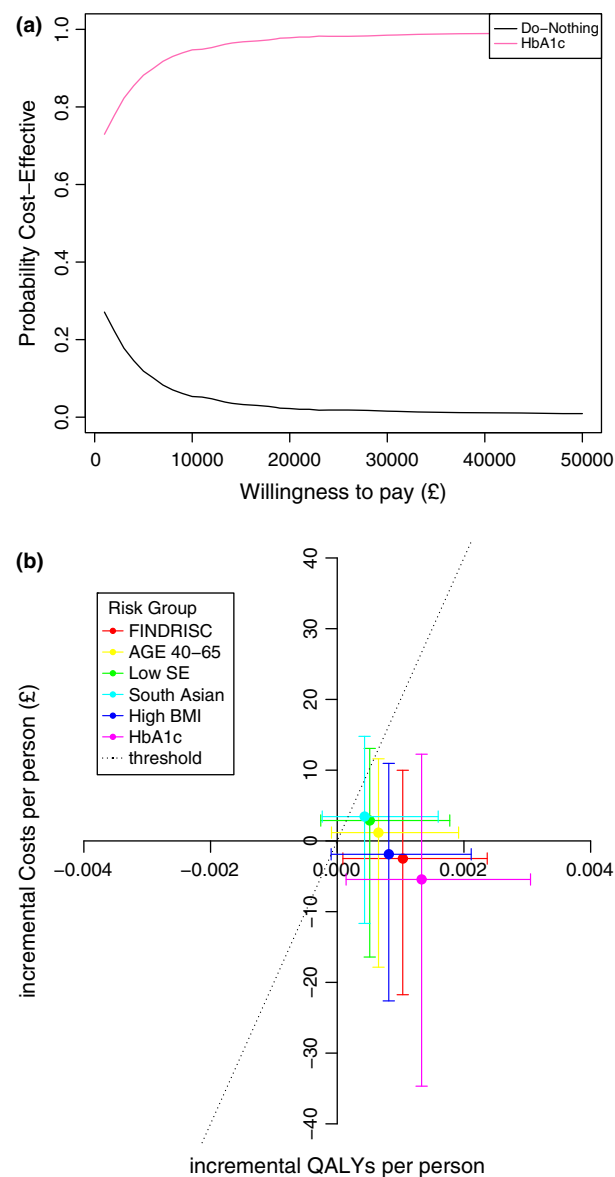 (a)
Do−Nothing
HbA1c
Probability Cost−Effective
0.0
0.2
0.4
0.6
0.8
1.0
0
10000
20000
30000
40000
50000
Willingness to pay (£)
(b)
Risk Group
FINDRISC
AGE 40−65
Low SE
South Asian
High BMI
HbA1c
threshold
incremental Costs per person (£)
40
30
20
10
0
−10
−20
−30
−40
−0.004
−0.002
0.000
0.002
0.004
incremental QALYs per person